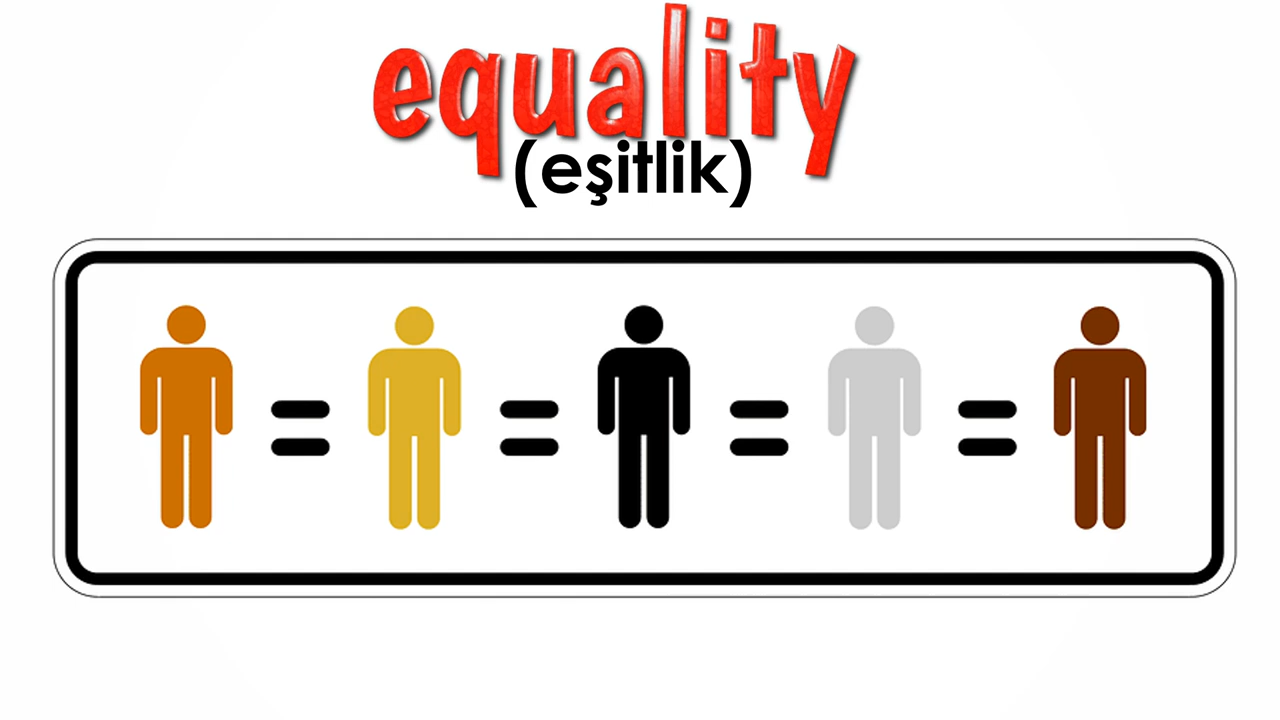 equality
(eşitlik)
= = = =